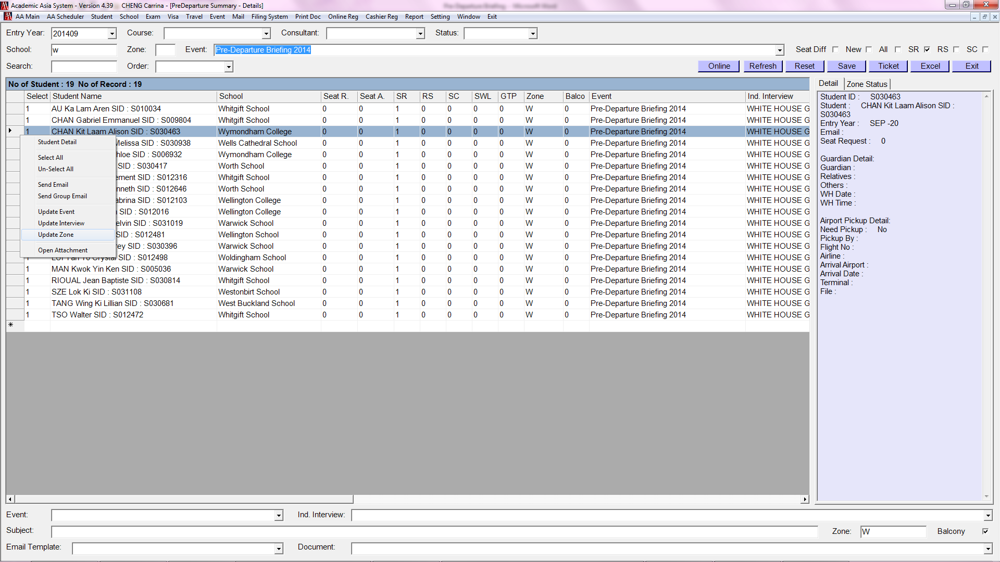 Academic Asia System - Version 4.39 CHENG Carrina - [PreDeparture Summary - Details]
Pre Departure Briefing - Microsoft Word
AA Main AA Scheduler Student School Exam Visa Travel Event Mail Filing System Print Doc Online Reg Cashier Reg Report Setting Window Exit
Entry Year: 201409 Course: Consultant: Status:
School: w Zone: Event: Pre-Departure Briefing 2014 Seat Diff New All SR RS SC
Search: Order: Online Refresh Reset Save Ticket Excel Exit
No of Student : 19 No of Record : 19
Select Student Name School Seat R. Seat A. SR RS SC SWL GTP Zone Balco Event Ind. Interview
1 AU Ka Lam Aren SID : S010034 Whitgift School 0 0 1 0 0 0 0 W 0 Pre-Departure Briefing 2014 WHITE HOUSE G
1 CHAN Gabriel Emmanuel SID : S009804 Whitgift School 0 0 1 0 0 0 0 W 0 Pre-Departure Briefing 2014 WHITE HOUSE G
1 CHAN Kit Laam Alison SID : S030463 Wymondham College 0 0 1 0 0 0 0 W 0 Pre-Departure Briefing 2014 WHITE HOUSE G
Melissa SID : S030938 Wells Cathedral School 0 0 1 0 0 0 0 W 0 Pre-Departure Briefing 2014 WHITE HOUSE G
hloe SID : S006932 Wymondham College 0 0 1 0 0 0 0 W 0 Pre-Departure Briefing 2014 WHITE HOUSE G
SID : S030417 Worth School 0 0 1 0 0 0 0 W 0 Pre-Departure Briefing 2014 WHITE HOUSE G
ement SID : S012316 Whitgift School 0 0 1 0 0 0 0 W 0 Pre-Departure Briefing 2014 WHITE HOUSE G
nneth SID : S012646 Worth School 0 0 1 0 0 0 0 W 0 Pre-Departure Briefing 2014 WHITE HOUSE G
abrina SID : S012103 Wellington College 0 0 1 0 0 0 0 W 0 Pre-Departure Briefing 2014 WHITE HOUSE G
SID : S012016 Wellington College 0 0 1 0 0 0 0 W 0 Pre-Departure Briefing 2014 WHITE HOUSE G
elvin SID : S031019 Warwick School 0 0 1 0 0 0 0 W 0 Pre-Departure Briefing 2014 WHITE HOUSE G
SID : S012481 Wellington School 0 0 1 0 0 0 0 W 0 Pre-Departure Briefing 2014 WHITE HOUSE G
rey SID : S030396 Warwick School 0 0 1 0 0 0 0 W 0 Pre-Departure Briefing 2014 WHITE HOUSE G
SID : S012498 Woldingham School 0 0 1 0 0 0 0 W 0 Pre-Departure Briefing 2014 WHITE HOUSE G
1 MAN Kwok Yin Ken SID : S005036 Warwick School 0 0 1 0 0 0 0 W 0 Pre-Departure Briefing 2014 WHITE HOUSE G
1 RIOUAL Jean Baptiste SID : S030814 Whitgift School 0 0 1 0 0 0 0 W 0 Pre-Departure Briefing 2014 WHITE HOUSE G
1 SZE Lok Ki SID : S031108 Westonbirt School 0 0 1 0 0 0 0 W 0 Pre-Departure Briefing 2014 WHITE HOUSE G
1 TANG Wing Ki Lillian SID : S030681 West Buckland School 0 0 1 0 0 0 0 W 0 Pre-Departure Briefing 2014 WHITE HOUSE G
1 TSO Walter SID : S012472 Whitgift School 0 0 1 0 0 0 0 W 0 Pre-Departure Briefing 2014 WHITE HOUSE G
Student Detail
Select All
Un-Select All
Send Email
Send Group Email
Update Event
Update Interview
Update Zone
Open Attachment
Detail Zone Status
Student ID : S030463
Student : CHAN Kit Laam Alison SID :
S030463
Entry Year : SEP -20
Email :
Seat Request : 0
Guardian Detail:
Guardian :
Relatives :
Others :
WH Date :
WH Time :
Airport Pickup Detail:
Need Pickup : No
Pickup By :
Flight No :
Airline :
Arrival Airport :
Arrival Date :
Terminal :
File :
Event: Ind. Interview:
Subject: Zone: W Balcony
Email Template: Document: